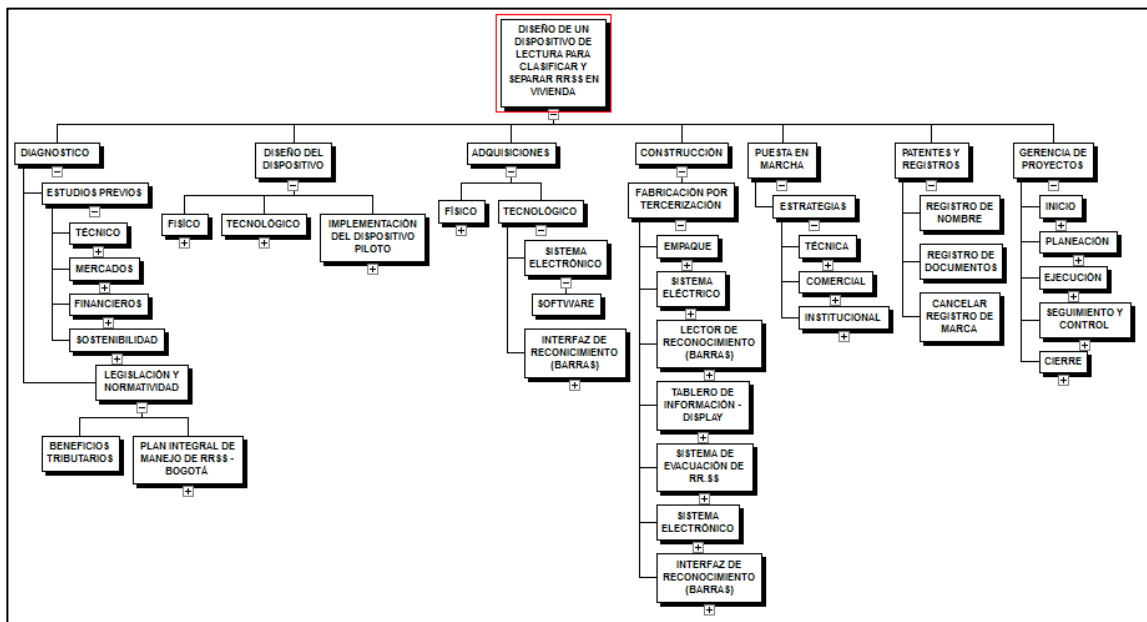 DISEÑO DE UN
DISPOSITIVO DE
LECTURA PARA
CLASIFICAR Y
SEPARAR RRSS EN
VIVIENDA
DIAGNOSTICO
ESTUDIOS PREVIOS
TÉCNICO
MERCADOS
FINANCIEROS
SOSTENIBILIDAD
LEGISLACIÓN Y
NORMATIVIDAD
BENEFICIOS
TRIBUTARIOS
PLAN INTEGRAL DE
MANEJO DE RRSS -
BOGOTÁ
DISEÑO DEL
DISPOSITIVO
FISÍCO
TECNOLÓGICO
IMPLEMENTACIÓN
DEL DISPOSITIVO
PILOTO
ADQUISICIONES
FÍSICO
TECNOLÓGICO
SISTEMA
ELECTRÓNICO
SOFTWARE
INTERFAZ DE
RECONICIMIENTO
(BARRAS)
CONSTRUCCIÓN
FABRICACIÓN POR
TERCERIZACIÓN
EMPAQUE
SISTEMA
ELÉCTRICO
LECTOR DE
RECONOCIMIENTO
(BARRAS)
TABLERO DE
INFORMACIÓN -
DISPLAY
SISTEMA DE
EVACUACIÓN DE
RR.SS
SISTEMA
ELECTRÓNICO
INTERFAZ DE
RECONOCIMIENTO
(BARRAS)
PUESTA EN
MARCHA
ESTRATEGIAS
TÉCNICA
COMERCIAL
INSTITUCIONAL
PATENTES Y
REGISTROS
REGISTRO DE
NOMBRE
REGISTRO DE
DOCUMENTOS
CANCELAR
REGISTRO DE
MARCA
GERENCIA DE
PROYECTOS
INICIO
PLANEACIÓN
EJECUCIÓN
SEGUIMIENTO Y
CONTROL
CIERRE